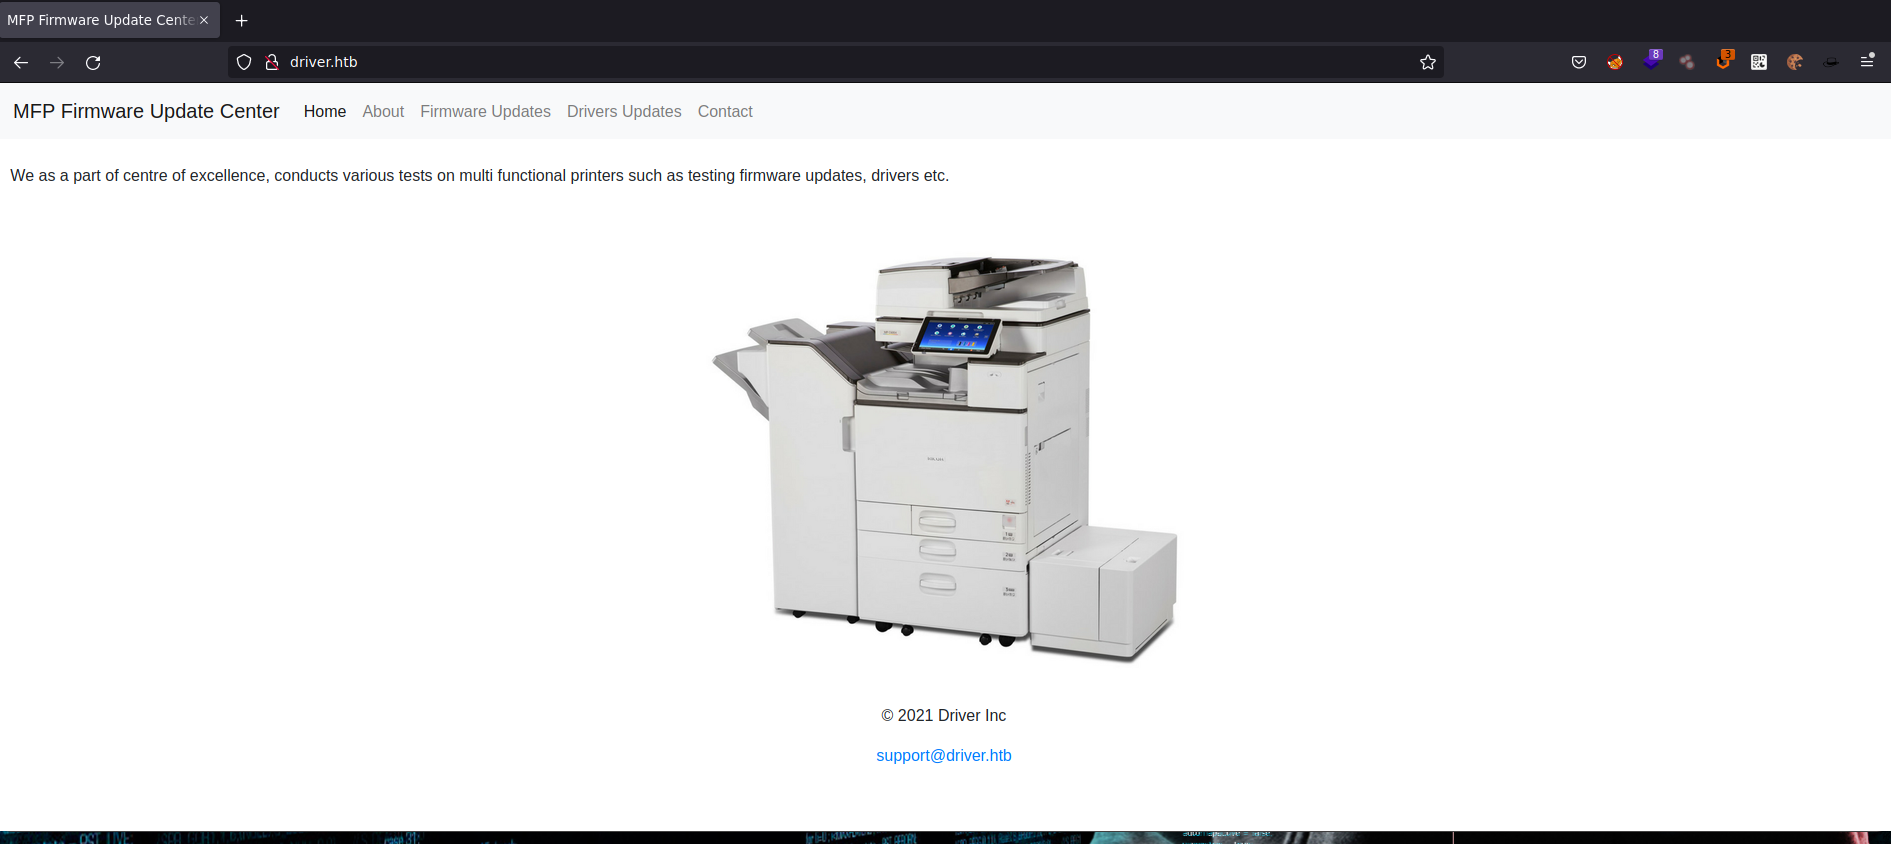 MFP Firmware Update Cente
driver.htb
8
3
MFP Firmware Update Center Home About Firmware Updates Drivers Updates Contact
We as a part of centre of excellence, conducts various tests on multi functional printers such as testing firmware updates, drivers etc.
© 2021 Driver Inc
support@driver.htb